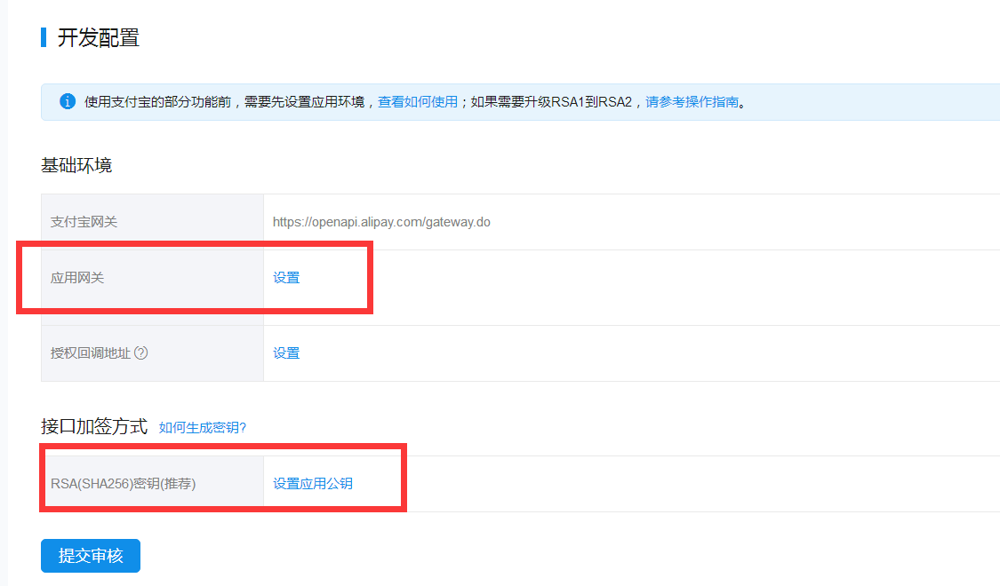 开发配置
使用支付宝的部分功能前，需要先设置应用环境，查看如何使用；如果需要升级RSA1到RSA2，请参考操作指南。
基础环境
支付宝网关 https://openapi.alipay.com/gateway.do
应用网关 设置
授权回调地址 设置
接口加签方式 如何生成密钥?
RSA(SHA256)密钥(推荐) 设置应用公钥
提交审核